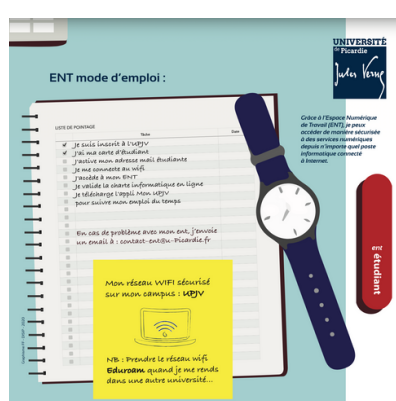 UNIVERSITÉ
de Picardie
Jules Verne
ENT mode d'emploi :
Grâce à l'Espace Numérique
de Travail (ENT), je peux
accéder de manière sécurisée
à des services numériques
depuis n'importe quel poste
informatique connecté
à Internet.
LISTE DE POINTAGE
Nom
Date
Je suis inscrit à l'UPJV
J'ai ma carte d'étudiant
J'active mon adresse mail étudiante
Je me connecte au wifi
J'accède à mon ENT
Je valide la charte informatique en ligne
Je télécharge l'appli Mon UPJV
pour suivre mon emploi du temps
En cas de problème avec mon ent, j'envoie
un email à : contact-ent@u-Picardie.fr
ent
étudiant
Mon réseau WIFI sécurisé
sur mon campus : UPJV
NB : Prendre le réseau wifi
Eduroam quand je me rends
dans une autre université...